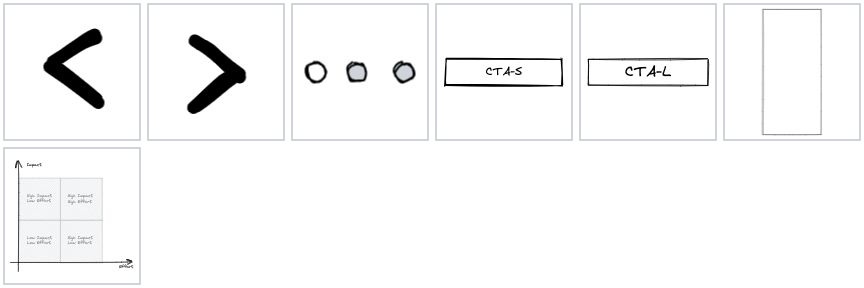 CTA-S
CTA-L
Impact
High Impact
Low Effort
High Impact
High Effort
Low Impact
Low Effort
High Impact
Low Effort
Effort